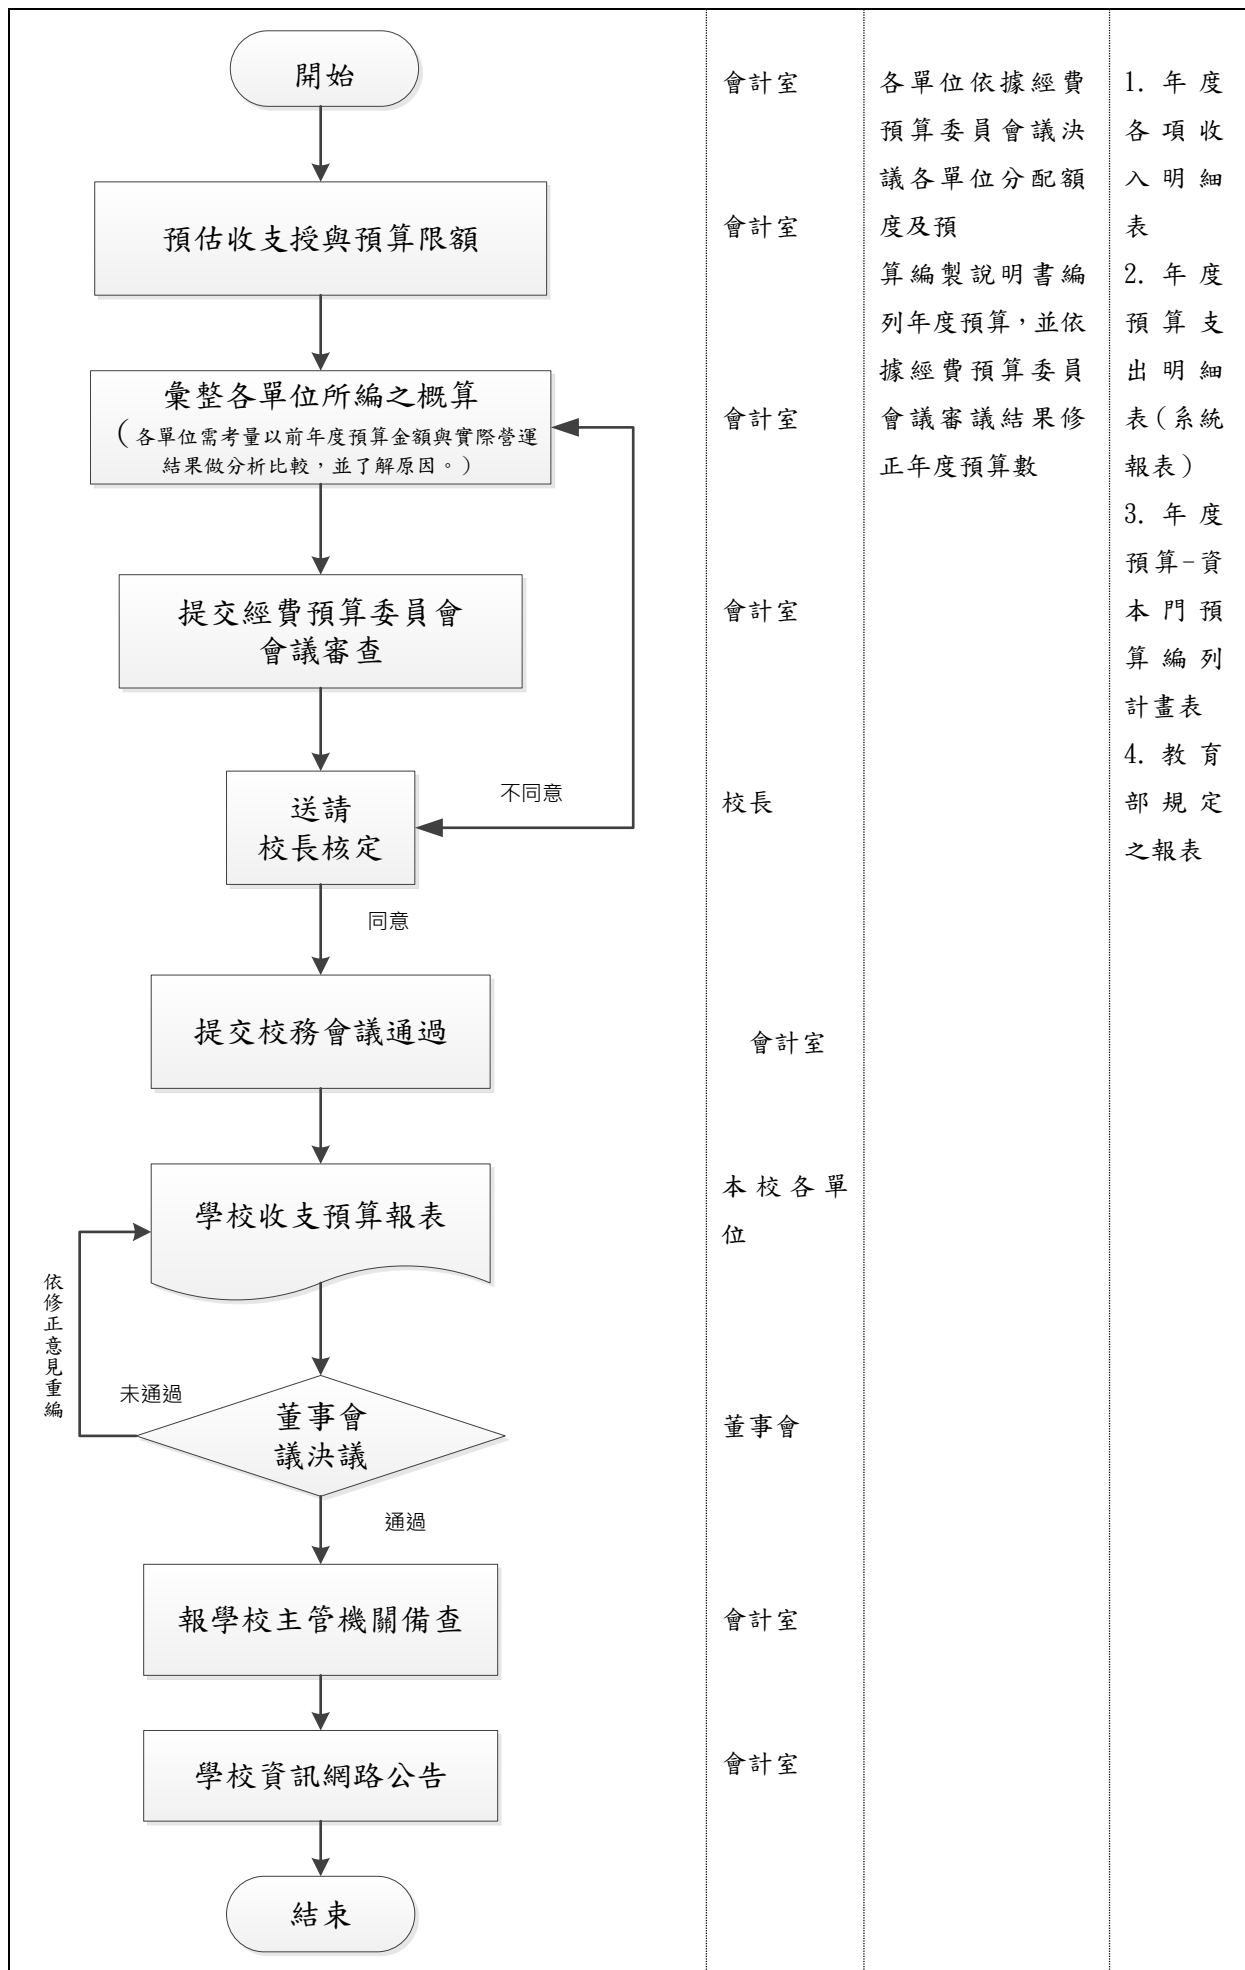 開始
預估收支授與預算限額
彙整各單位所編之概算
（各單位需考量以前年度預算金額與實際營運
結果做分析比較，並了解原因。）
提交經費預算委員會
會議審查
不同意
送請
校長核定
同意
提交校務會議通過
學校收支預算報表
依修正意見重編
未通過
董事會
議決議
通過
報學校主管機關備查
學校資訊網路公告
結束
會計室
會計室
會計室
會計室
校長
會計室
本校各單
位
董事會
會計室
會計室
各單位依據經費
預算委員會議決
議各單位分配額
度及預
算編製說明書編
列年度預算，並依
據經費預算委員
會議審議結果修
正年度預算數
1. 年度
各項收
入明細
表
2. 年度
預算支
出明細
表(系統
報表)
3. 年度
預算-資
本門預
算編列
計畫表
4. 教育
部規定
之報表